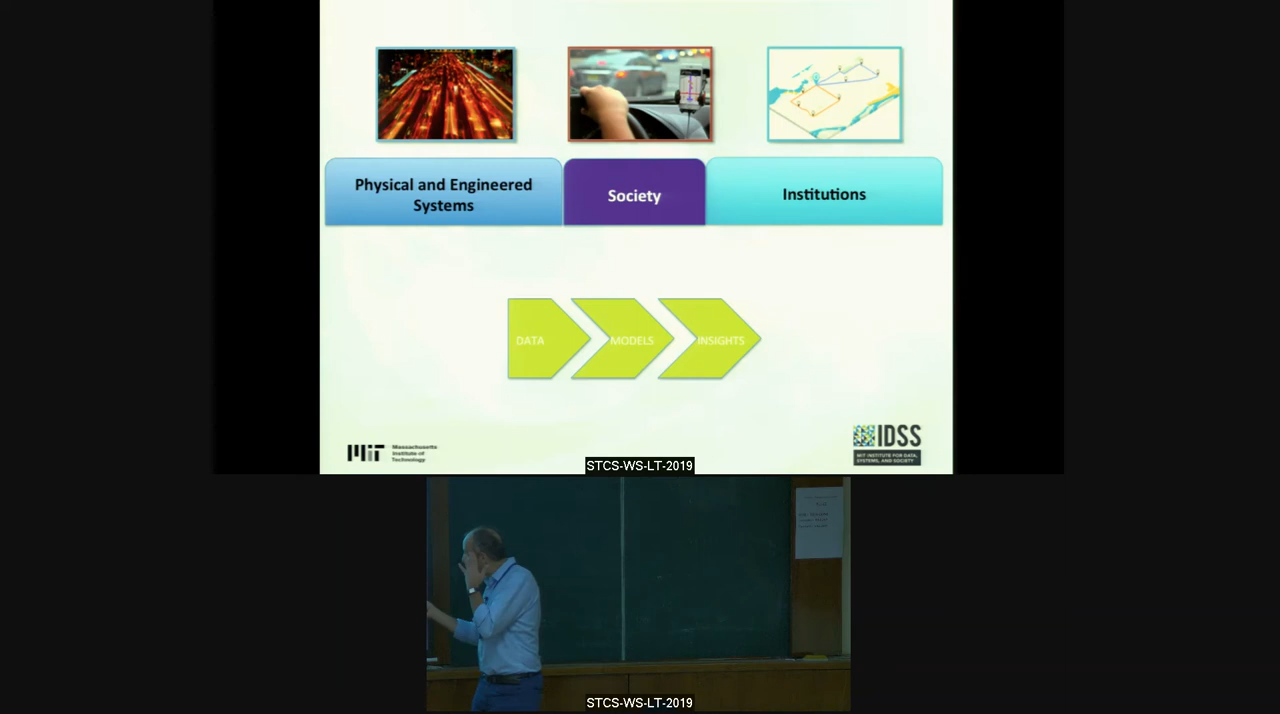 Physical and Engineered
Systems
Society
Institutions
DATA
MODELS
INSIGHTS
MIT
Massachusetts
Institute of
Technology
IDSS
MIT INSTITUTE FOR DATA,
SYSTEMS, AND SOCIETY
STCS-WS-LT-2019
STCS-WS-LT-2019